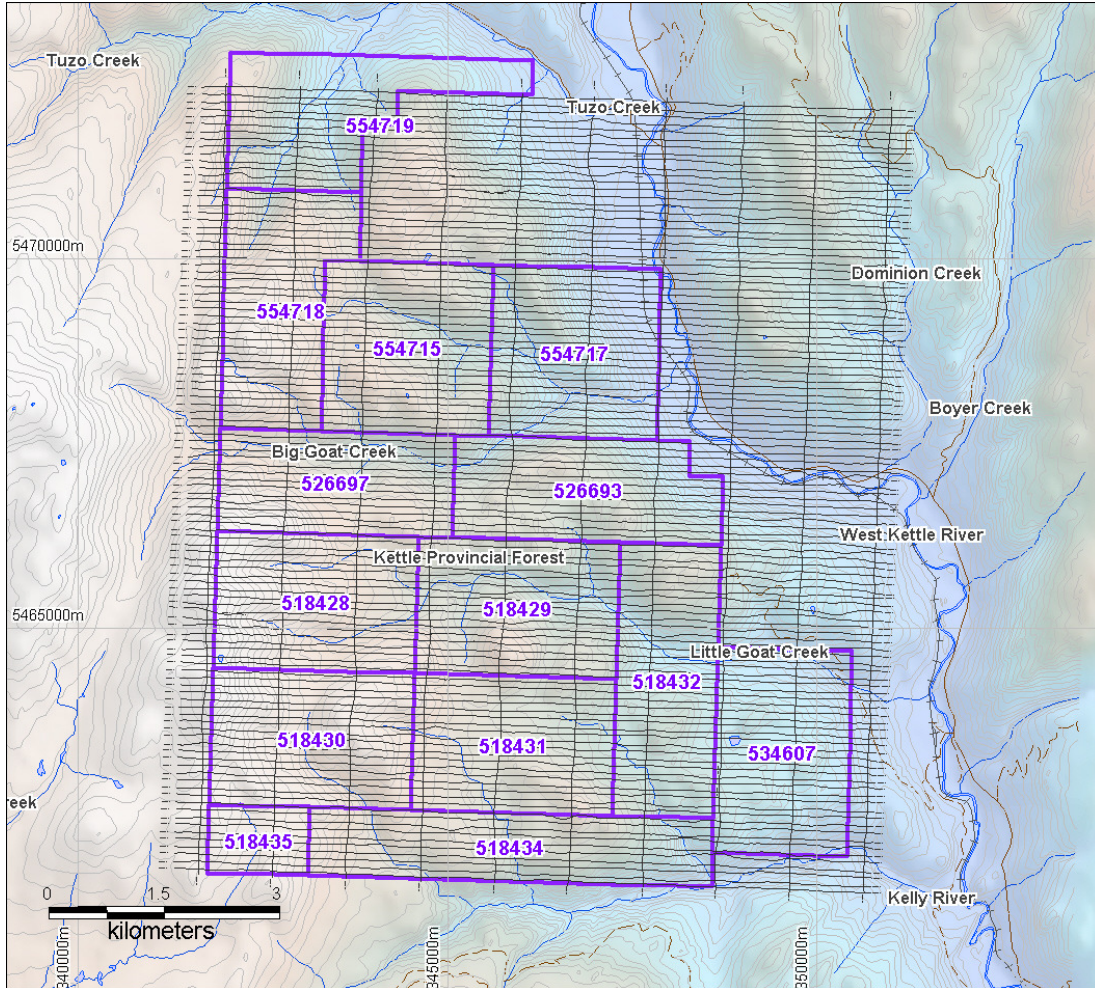 Tuzo Creek
Tuzo Creek
554719
5470000m
Dominion Creek
554718
554715
554717
Boyer Creek
Big Goat Creek
526697
526693
West Kettle River
Kettle Provincial Forest
518428
518429
5465000m
Little Goat Creek
518432
518430
518431
534607
reek
518435
518434
0 1.5 3
kilometers
Kelly River
340000m
345000m
350000m